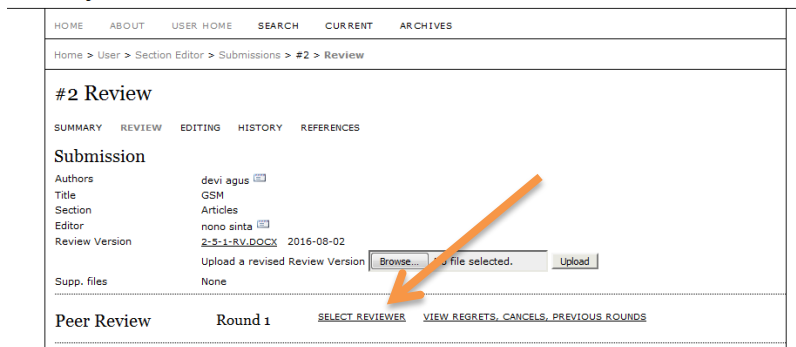 HOME ABOUT USER HOME SEARCH CURRENT ARCHIVES
Home > User > Section Editor > Submissions > #2 > Review
#2 Review
SUMMARY REVIEW EDITING HISTORY REFERENCES
Submission
Authors devi agus
Title GSM
Section Articles
Editor nono sinta
Review Version 2-5-1-RV.DOCX 2016-08-02
Upload a revised Review Version Browse... file selected. Upload
Supp. files None
Peer Review Round 1 SELECT REVIEWER VIEW REGRETS, CANCELS, PREVIOUS ROUNDS